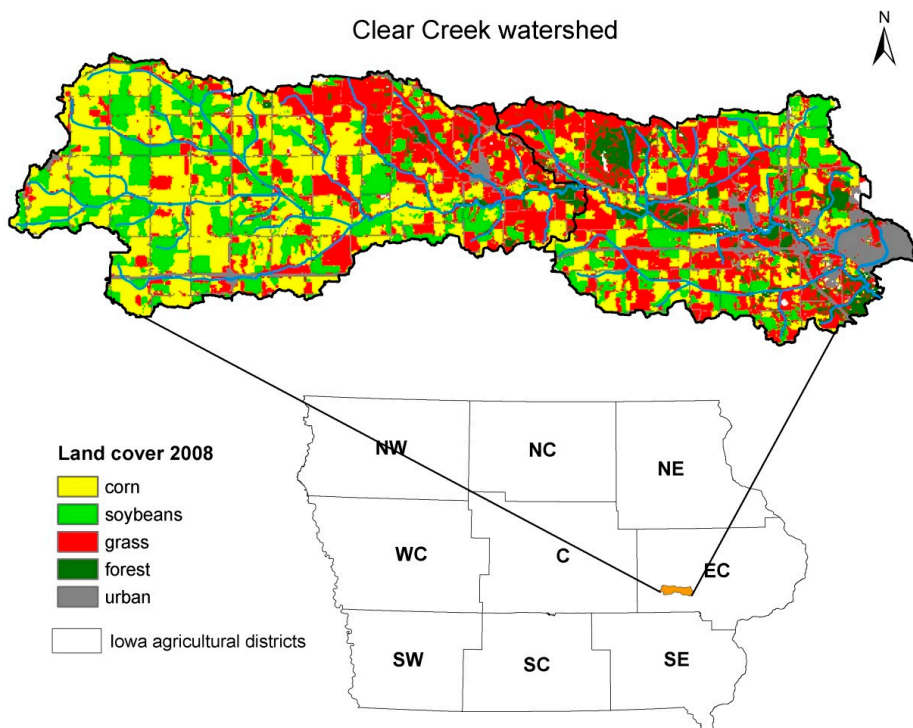 Clear Creek watershed
N
Land cover 2008
corn
soybeans
grass
forest
urban
Iowa agricultural districts
NW
NC
NE
WC
C
EC
SW
SC
SE